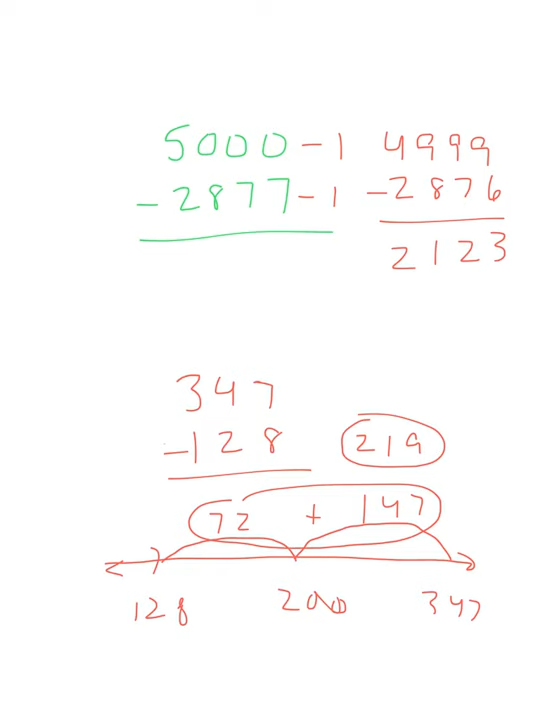 5000 - 1 4999
- 2877 - 1 - 2876
2123
347
- 128 219
72 + 147
128 200 347